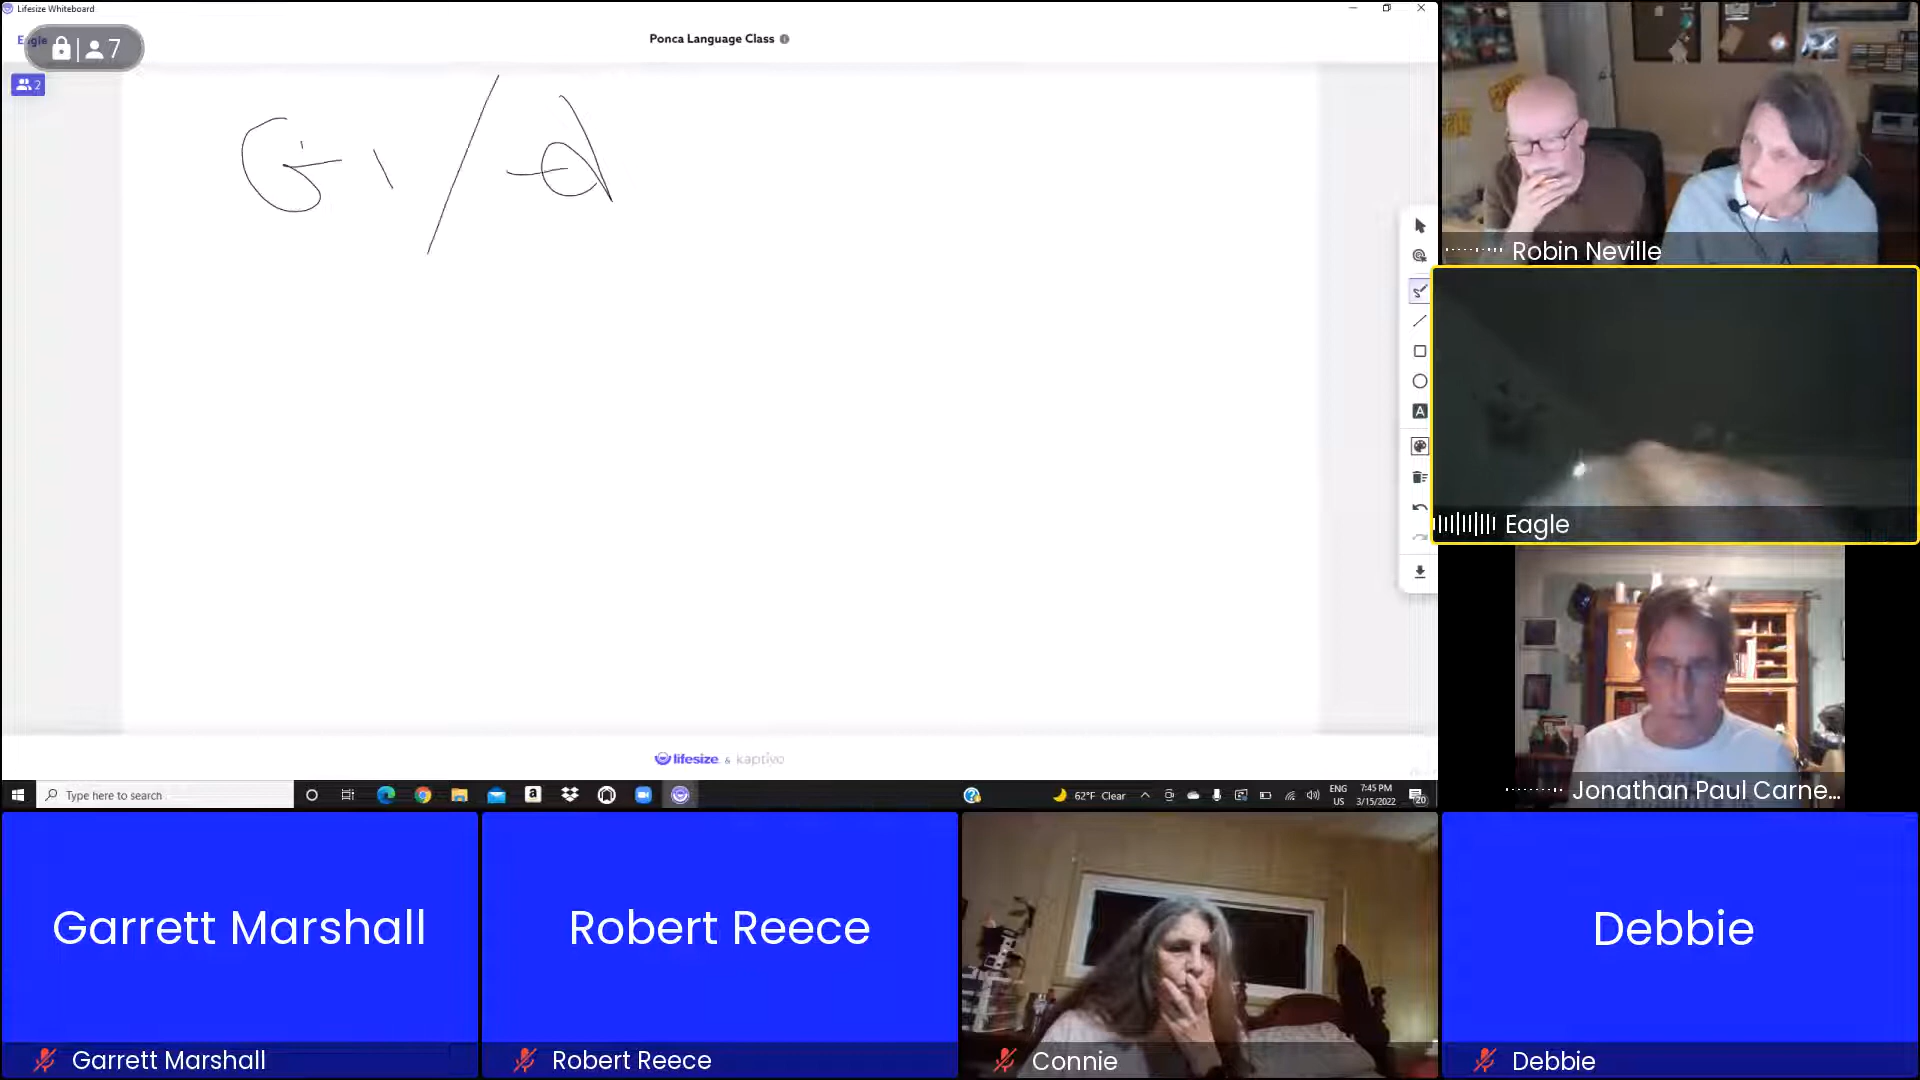 Lifesize Whiteboard
Eagle
7
Ponca Language Class
2
Robin Neville
Eagle
Jonathan Paul Carne...
lifesize & kaptivo
Type here to search
62°F Clear
ENG
US
7:45 PM
3/15/2022
20
Garrett Marshall
Robert Reece
Debbie
Garrett Marshall
Robert Reece
Connie
Debbie